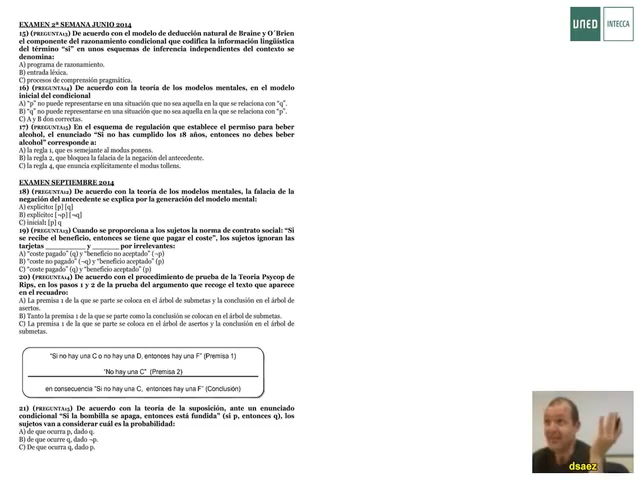 EXAMEN 2ª SEMANA JUNIO 2014
15) (PREGUNTA13) De acuerdo con el modelo de deducción natural de Braine y O´Brien
el componente del razonamiento condicional que codifica la información lingüística
del término "si" en unos esquemas de inferencia independientes del contexto se
denomina:
A) programa de razonamiento.
B) entrada léxica.
C) procesos de comprensión pragmática.
16) (PREGUNTA14) De acuerdo con la teoría de los modelos mentales, en el modelo
inicial del condicional
A) "p" no puede representarse en una situación que no sea aquella en la que se relaciona con "q".
B) "q" no puede representarse en una situación que no sea aquella en la que se relaciona con "p".
C) A y B don correctas.
17) (PREGUNTA15) En el esquema de regulación que establece el permiso para beber
alcohol, el enunciado "Si no has cumplido los 18 años, entonces no debes beber
alcohol" corresponde a:
A) la regla 1, que es semejante al modus ponens.
B) la regla 2, que bloquea la falacia de la negación del antecedente.
C) la regla 4, que enuncia explícitamente el modus tollens.
EXAMEN SEPTIEMBRE 2014
18) (PREGUNTA12) De acuerdo con la teoría de los modelos mentales, la falacia de la
negación del antecedente se explica por la generación del modelo mental:
A) explícito: [p] [q]
B) explícito: [¬p] [¬q]
C) inicial: [p] q
19) (PREGUNTA13) Cuando se proporciona a los sujetos la norma de contrato social: "Si
se recibe el beneficio, entonces se tiene que pagar el coste", los sujetos ignoran las
tarjetas _________ y ______ por irrelevantes:
A) "coste pagado" (q) y "beneficio no aceptado" (¬p)
B) "coste no pagado" (¬q) y "beneficio aceptado" (p)
C) "coste pagado" (q) y "beneficio aceptado" (p)
20) (PREGUNTA14) De acuerdo con el procedimiento de prueba de la Teoría Psycop de
Rips, en los pasos 1 y 2 de la prueba del argumento que recoge el texto que aparece
en el recuadro:
A) La premisa 1 de la que se parte se coloca en el árbol de submetas y la conclusión en el árbol de
asertos.
B) Tanto la premisa 1 de la que se parte como la conclusión se colocan en el árbol de submetas.
C) La premisa 1 de la que se parte se coloca en el árbol de asertos y la conclusión en el árbol de
submetas.
"Si no hay una C o no hay una D, entonces hay una F" (Premisa 1)
"No hay una C" (Premisa 2)
en consecuencia "Si no hay una C, entonces hay una F" (Conclusión)
21) (PREGUNTA15) De acuerdo con la teoría de la suposición, ante un enunciado
condicional "Si la bombilla se apaga, entonces está fundida" (si p, entonces q), los
sujetos van a considerar cuál es la probabilidad:
A) de que ocurra p, dado q.
B) de que ocurre q, dado ¬p.
C) De que ocurra q, dado p.
UNED INTECCA
dsaez